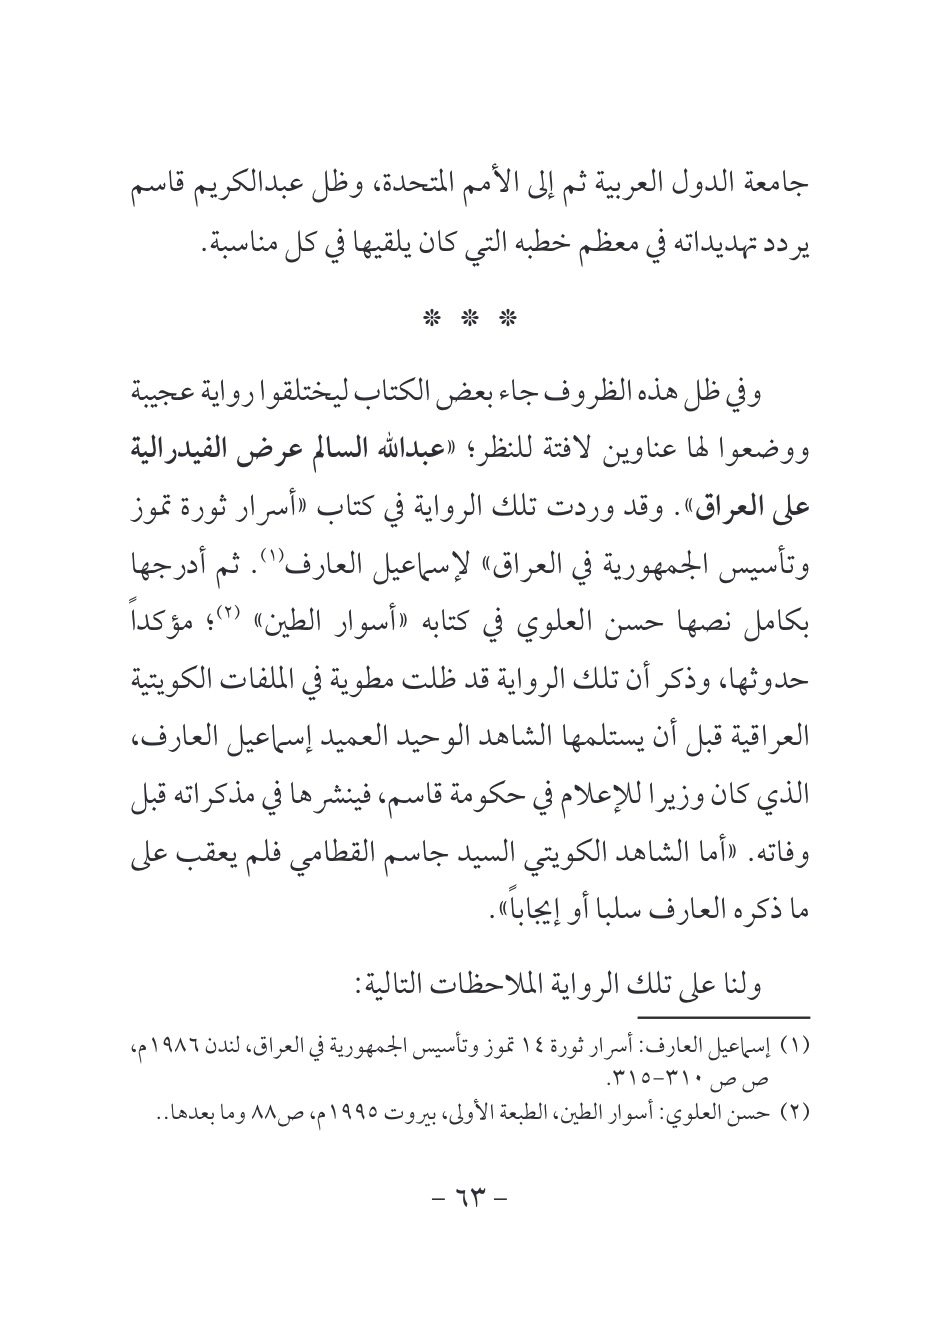 جامعة الدول العربية ثم إلى الأمم المتحدة، وظل عبدالكريم قاسم
يردد تهديداته في معظم خطبه التي كان يلقيها في كل مناسبة.
❊ ❊ ❊
وفي ظل هذه الظروف جاء بعض الكتاب ليختلقوا رواية عجيبة
ووضعوا لها عناوين لافتة للنظر؛ «عبدالله السالم عرض الفيدرالية
على العراق». وقد وردت تلك الرواية في كتاب «أسرار ثورة تموز
وتأسيس الجمهورية في العراق» لإسماعيل العارف(١). ثم أدرجها
بكامل نصها حسن العلوي في كتابه «أسوار الطين» (٢)؛ مؤكداً
حدوثها، وذكر أن تلك الرواية قد ظلت مطوية في الملفات الكويتية
العراقية قبل أن يستلمها الشاهد الوحيد العميد إسماعيل العارف،
الذي كان وزيرا للإعلام في حكومة قاسم، فينشرها في مذكراته قبل
وفاته. «أما الشاهد الكويتي السيد جاسم القطامي فلم يعقب على
ما ذكره العارف سلبا أو إيجاباً».
ولنا على تلك الرواية الملاحظات التالية:
(١) إسماعيل العارف: أسرار ثورة ١٤ تموز وتأسيس الجمهورية في العراق، لندن ١٩٨٦م،
ص ص ٣١٠-٣١٥.
(٢) حسن العلوي: أسوار الطين، الطبعة الأولى، بيروت ١٩٩٥م، ص٨٨ وما بعدها..
– ٦٣ –